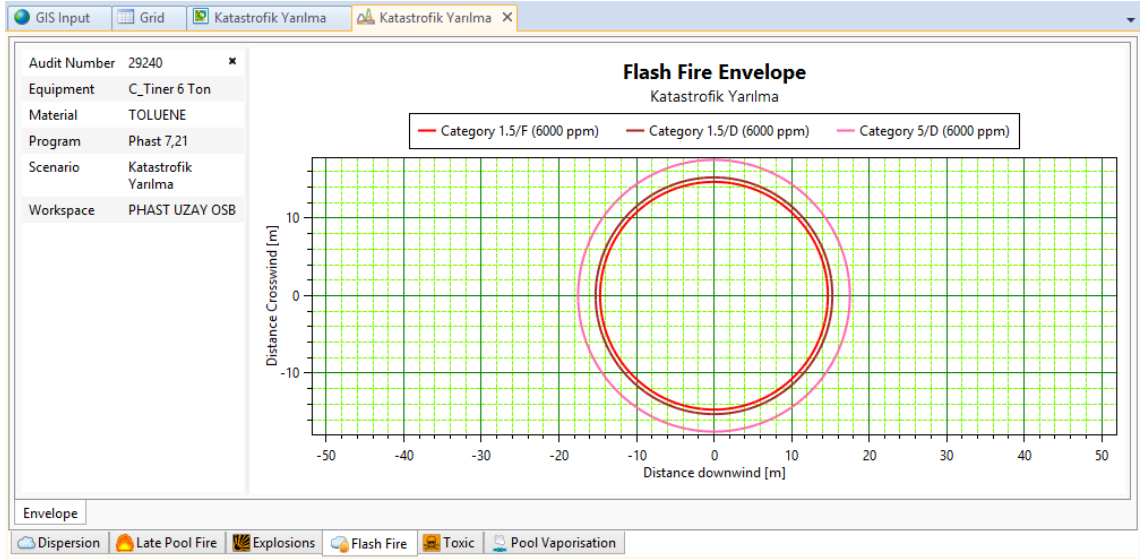 GIS Input Grid Katastrofik Yarılma Katastrofik Yarılma
Audit Number 29240
Equipment C_Tiner 6 Ton
Material TOLUENE
Program Phast 7,21
Scenario Katastrofik
Yarılma
Workspace PHAST UZAY OSB
Flash Fire Envelope
Katastrofik Yarılma
Category 1.5/F (6000 ppm) Category 1.5/D (6000 ppm) Category 5/D (6000 ppm)
Distance Crosswind [m]
10
0
-10
-50 -40 -30 -20 -10 0 10 20 30 40 50
Distance downwind [m]
Envelope
Dispersion Late Pool Fire Explosions Flash Fire Toxic Pool Vaporisation